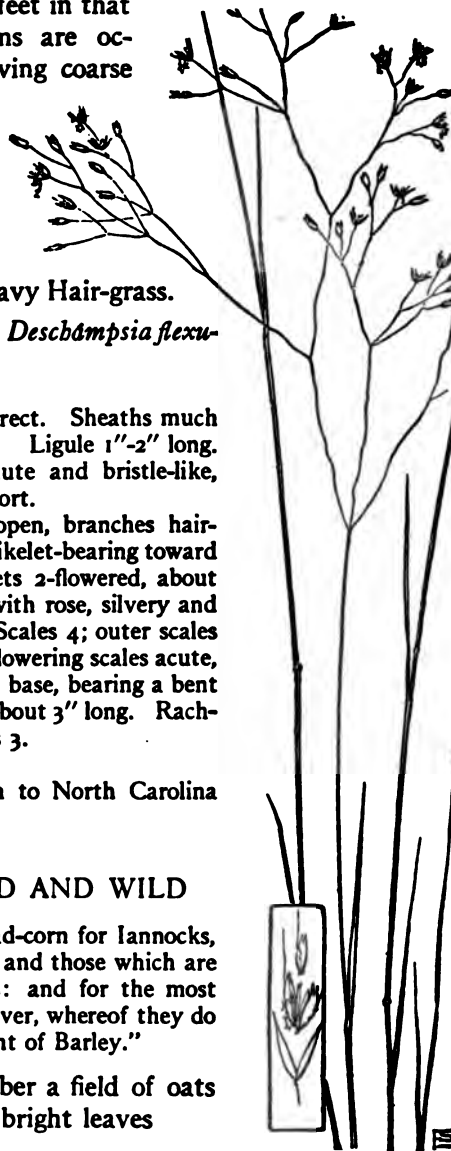 feet in that
ns are oc-
ving coarse
avy Hair-grass.
Deschámpsia flexu-
rect. Sheaths much
Ligule 1"-2" long.
ute and bristle-like,
ort.
open, branches hair-
ikelet-bearing toward
ets 2-flowered, about
with rose, silvery and
Scales 4; outer scales
lowering scales acute,
base, bearing a bent
bout 3" long. Rach-
s 3.
n to North Carolina
D AND WILD
d-corn for Iannocks,
and those which are
s: and for the most
ver, whereof they do
nt of Barley."
ber a field of oats
bright leaves